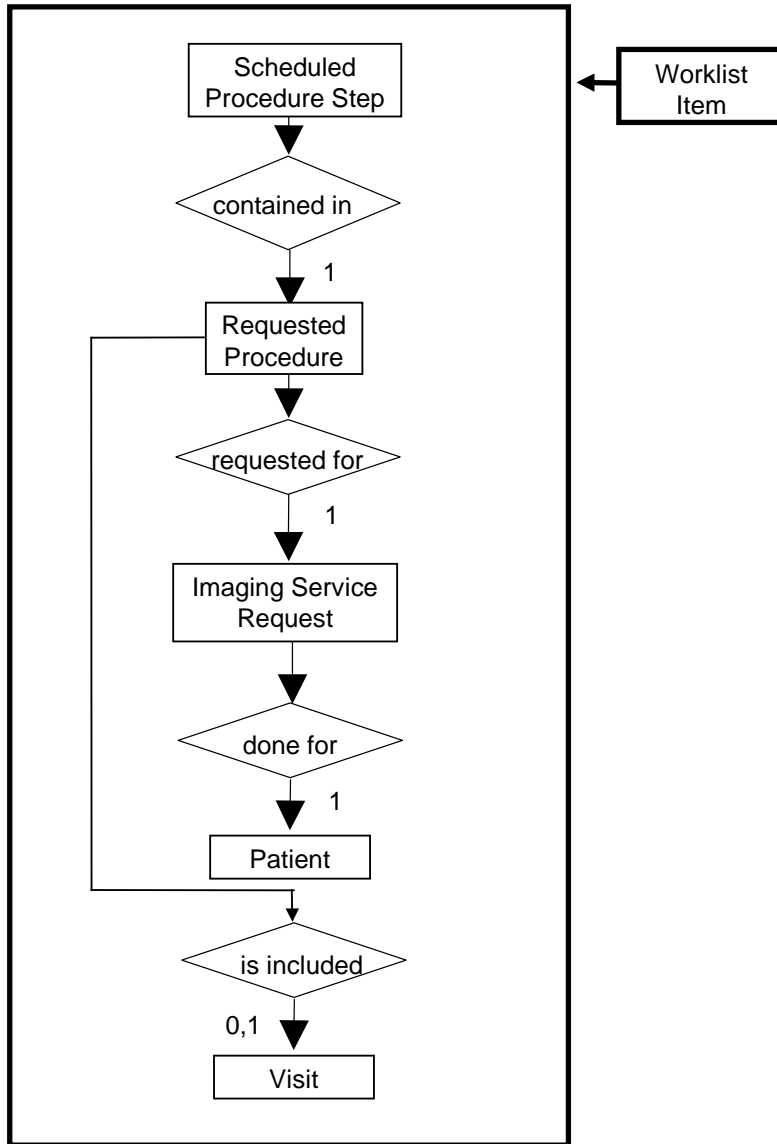 Scheduled
Procedure Step
Worklist
Item
contained in
1
Requested
Procedure
requested for
1
Imaging Service
Request
done for
1
Patient
is included
0,1
Visit